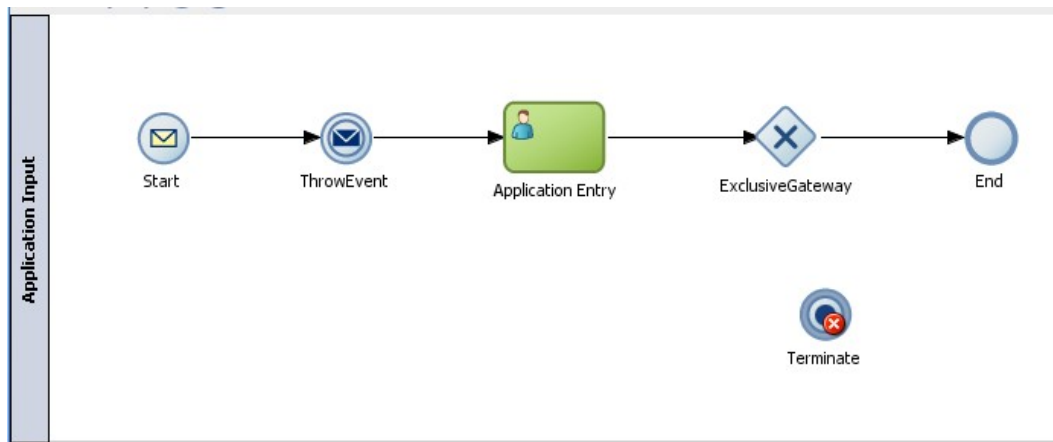 Application Input
Start
ThrowEvent
Application Entry
ExclusiveGateway
End
Terminate